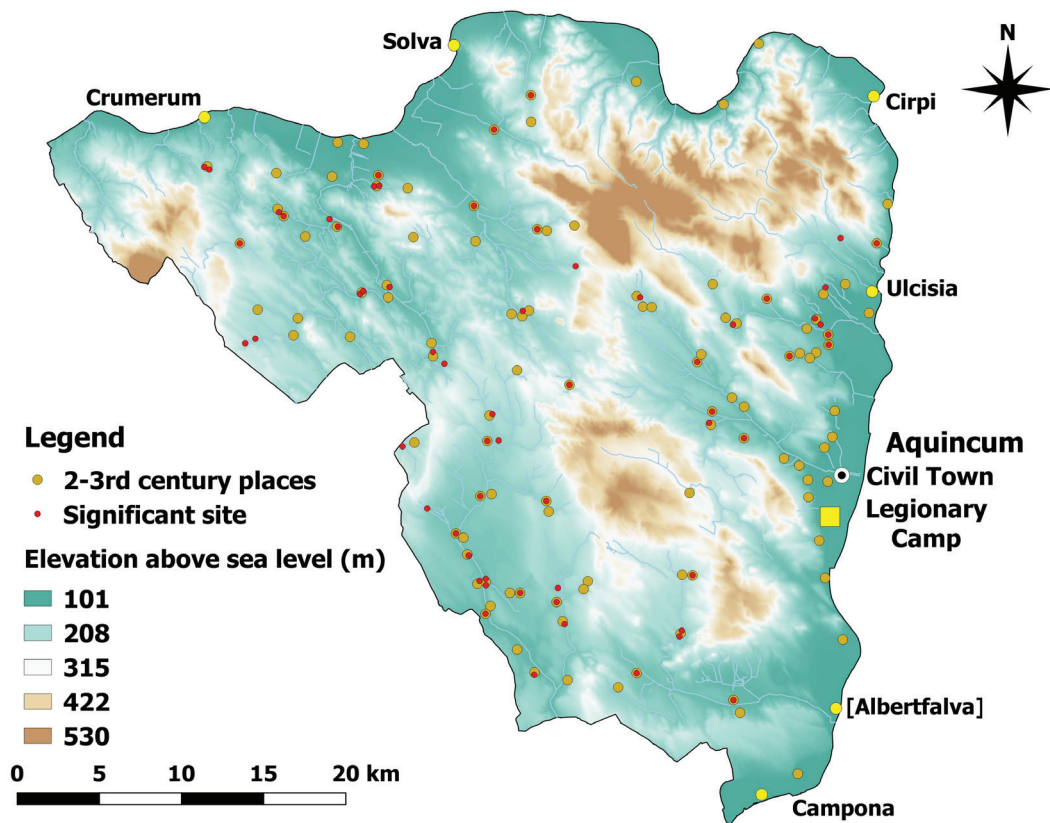 N
Solva
Crumerum
Cirpi
Ulcisia
Aquincum
Civil Town
Legionary
Camp
[Albertfalva]
Campona
Legend
2-3rd century places
Significant site
Elevation above sea level (m)
101
208
315
422
530
0 5 10 20 km